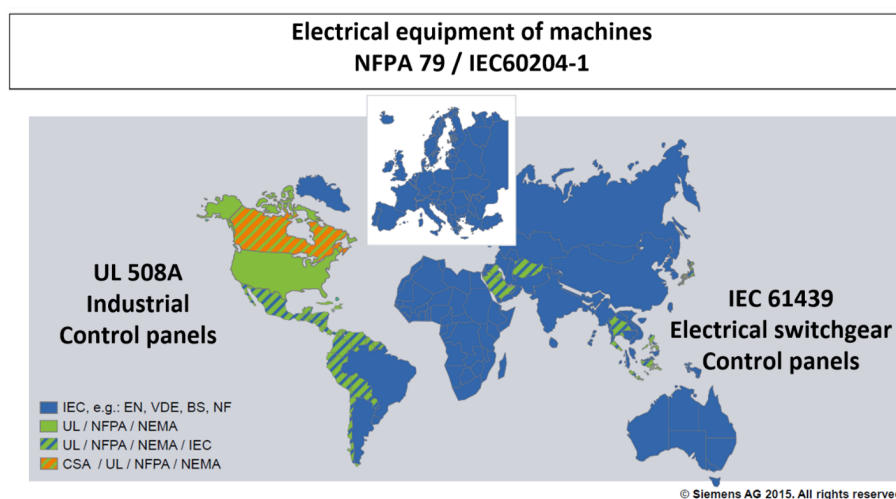 Electrical equipment of machines
NFPA 79 / IEC60204-1
UL 508A
Industrial
Control panels
IEC 61439
Electrical switchgear
Control panels
IEC, e.g.: EN, VDE, BS, NF
UL / NFPA / NEMA
UL / NFPA / NEMA / IEC
CSA / UL / NFPA / NEMA
© Siemens AG 2015. All rights reserve